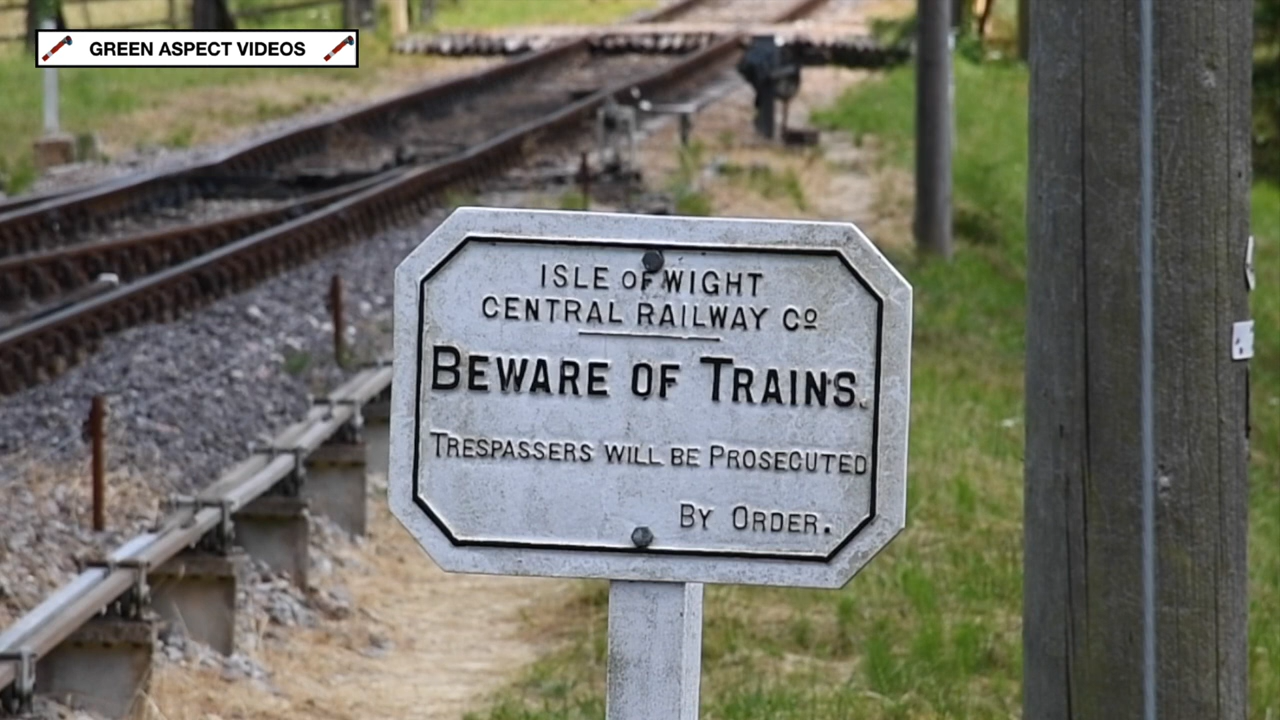 GREEN ASPECT VIDEOS
ISLE OF WIGHT
CENTRAL RAILWAY Cº
BEWARE OF TRAINS.
TRESPASSERS WILL BE PROSECUTED
BY ORDER.